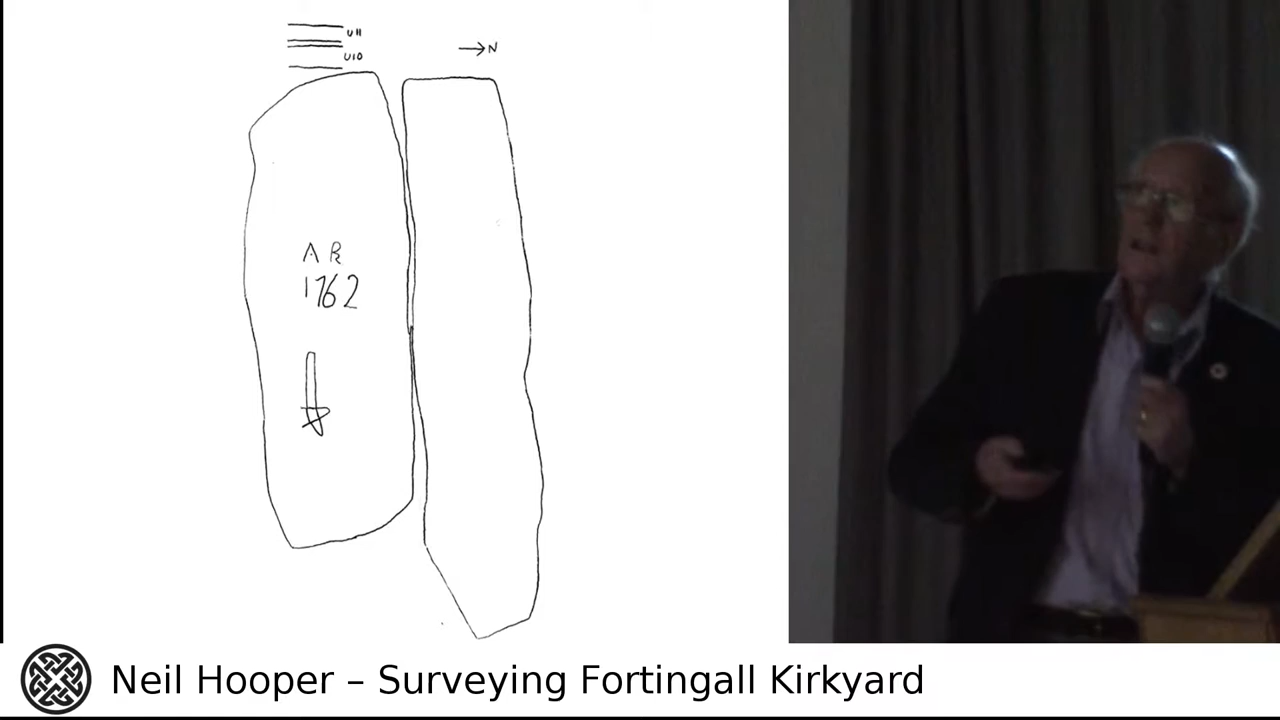 U11
U10
→N
A R
1762
Neil Hooper – Surveying Fortingall Kirkyard